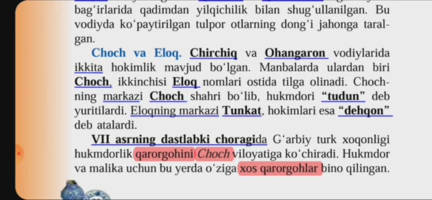 bag‘irlarida qadimdan yilqichilik bilan shug‘ullanilgan. Bu
vodiyda ko‘paytirilgan tulpor otlarning dong‘i jahonga taral-
gan.
Choch va Eloq. Chirchiq va Ohangaron vodiylarida
ikkita hokimlik mavjud bo‘lgan. Manbalarda ulardan biri
Choch, ikkinchisi Eloq nomlari ostida tilga olinadi. Choch-
ning markazi Choch shahri bo‘lib, hukmdori “tudun” deb
yuritilardi. Eloqning markazi Tunkat, hokimlari esa “dehqon”
deb atalardi.
VII asrning dastlabki choragida G‘arbiy turk xoqonligi
hukmdorlik qarorgohini Choch viloyatiga ko‘chiradi. Hukmdor
va malika uchun bu yerda o‘ziga xos qarorgohlar bino qilingan.